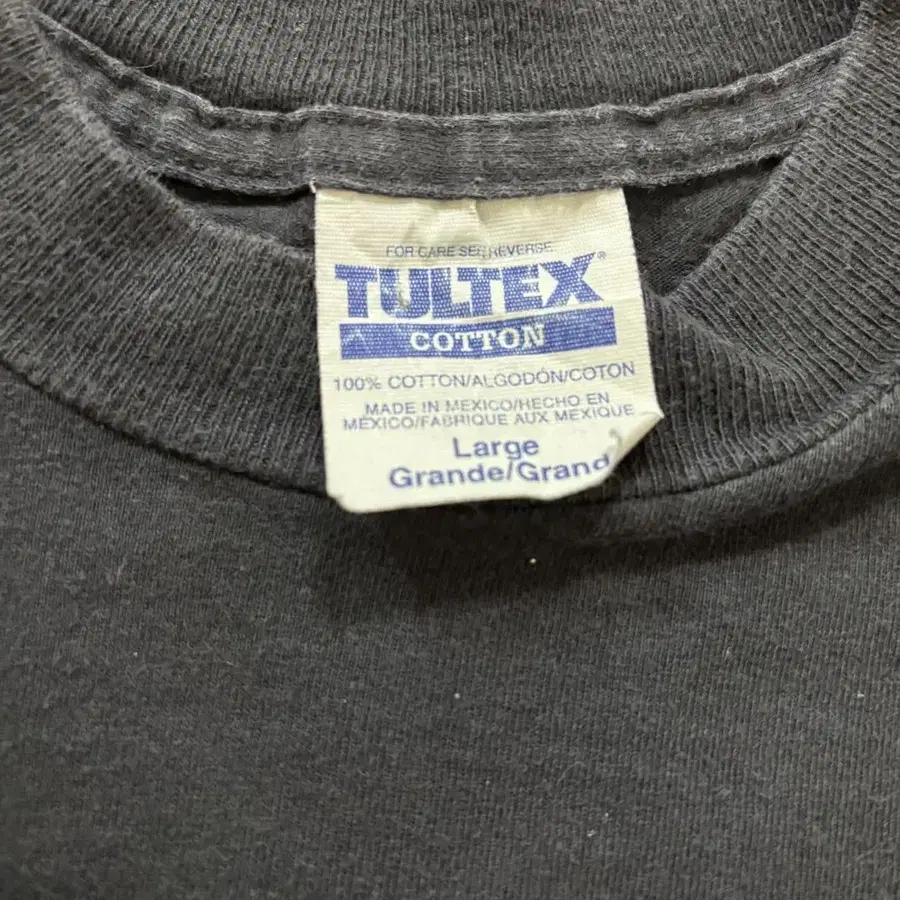 FOR CARE SEE REVERSE
TULTEX®
COTTON
100% COTTON/ALGODÓN/COTON
MADE IN MEXICO/HECHO EN
MÉXICO/FABRIQUE AUX MEXIQUE
Large
Grande/Grand